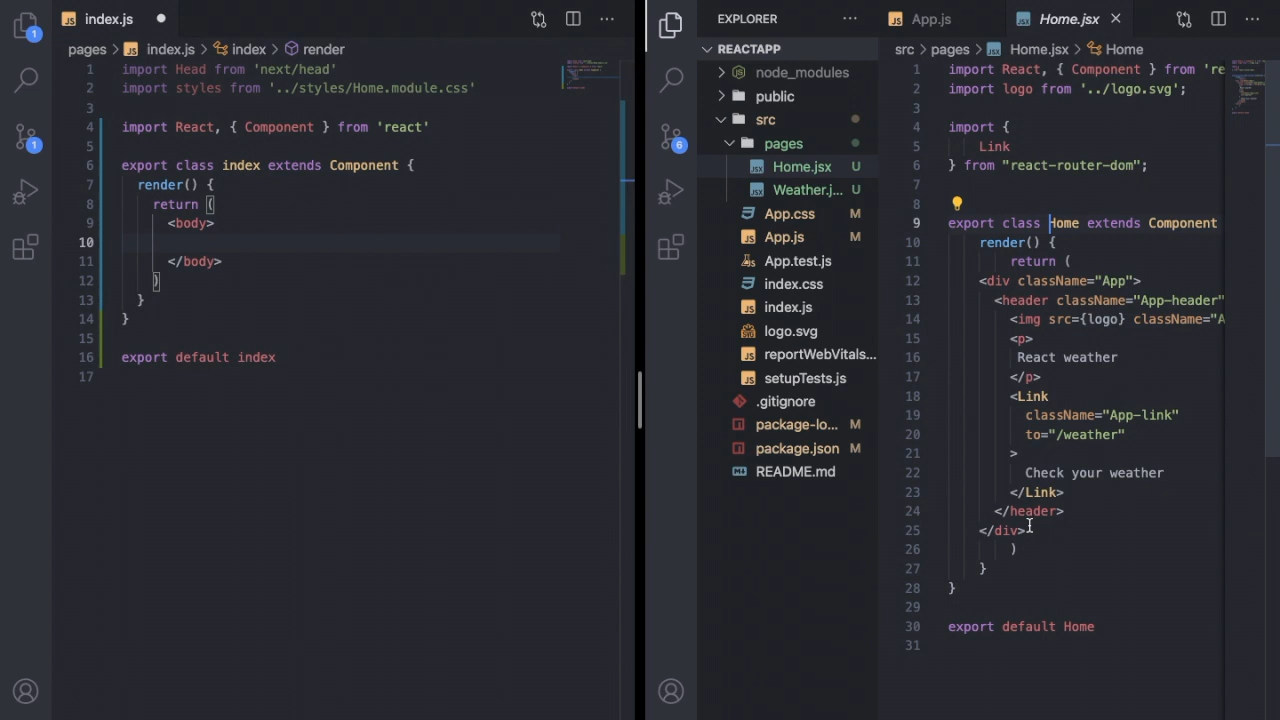 index.js
pages > index.js > index > render
1 import Head from 'next/head'
2 import styles from '../styles/Home.module.css'
3
4 import React, { Component } from 'react'
5
6 export class index extends Component {
7 render() {
8 return (
9 <body>
10
11 </body>
12 )
13 }
14 }
15
16 export default index
17
1
1
EXPLORER
REACTAPP
node_modules
public
src
pages
Home.jsx U
Weather.j... U
App.css M
App.js M
App.test.js
index.css
index.js
logo.svg
reportWebVitals...
setupTests.js
.gitignore
package-lo... M
package.json M
README.md
6
App.js
Home.jsx
src > pages > Home.jsx > Home
1 import React, { Component } from 're
2 import logo from '../logo.svg';
3
4 import {
5 Link
6 } from "react-router-dom";
7
8
9 export class Home extends Component
10 render() {
11 return (
12 <div className="App">
13 <header className="App-header"
14 <img src={logo} className="A
15 <p>
16 React weather
17 </p>
18 <Link
19 className="App-link"
20 to="/weather"
21 >
22 Check your weather
23 </Link>
24 </header>
25 </div>
26 )
27 }
28 }
29
30 export default Home
31